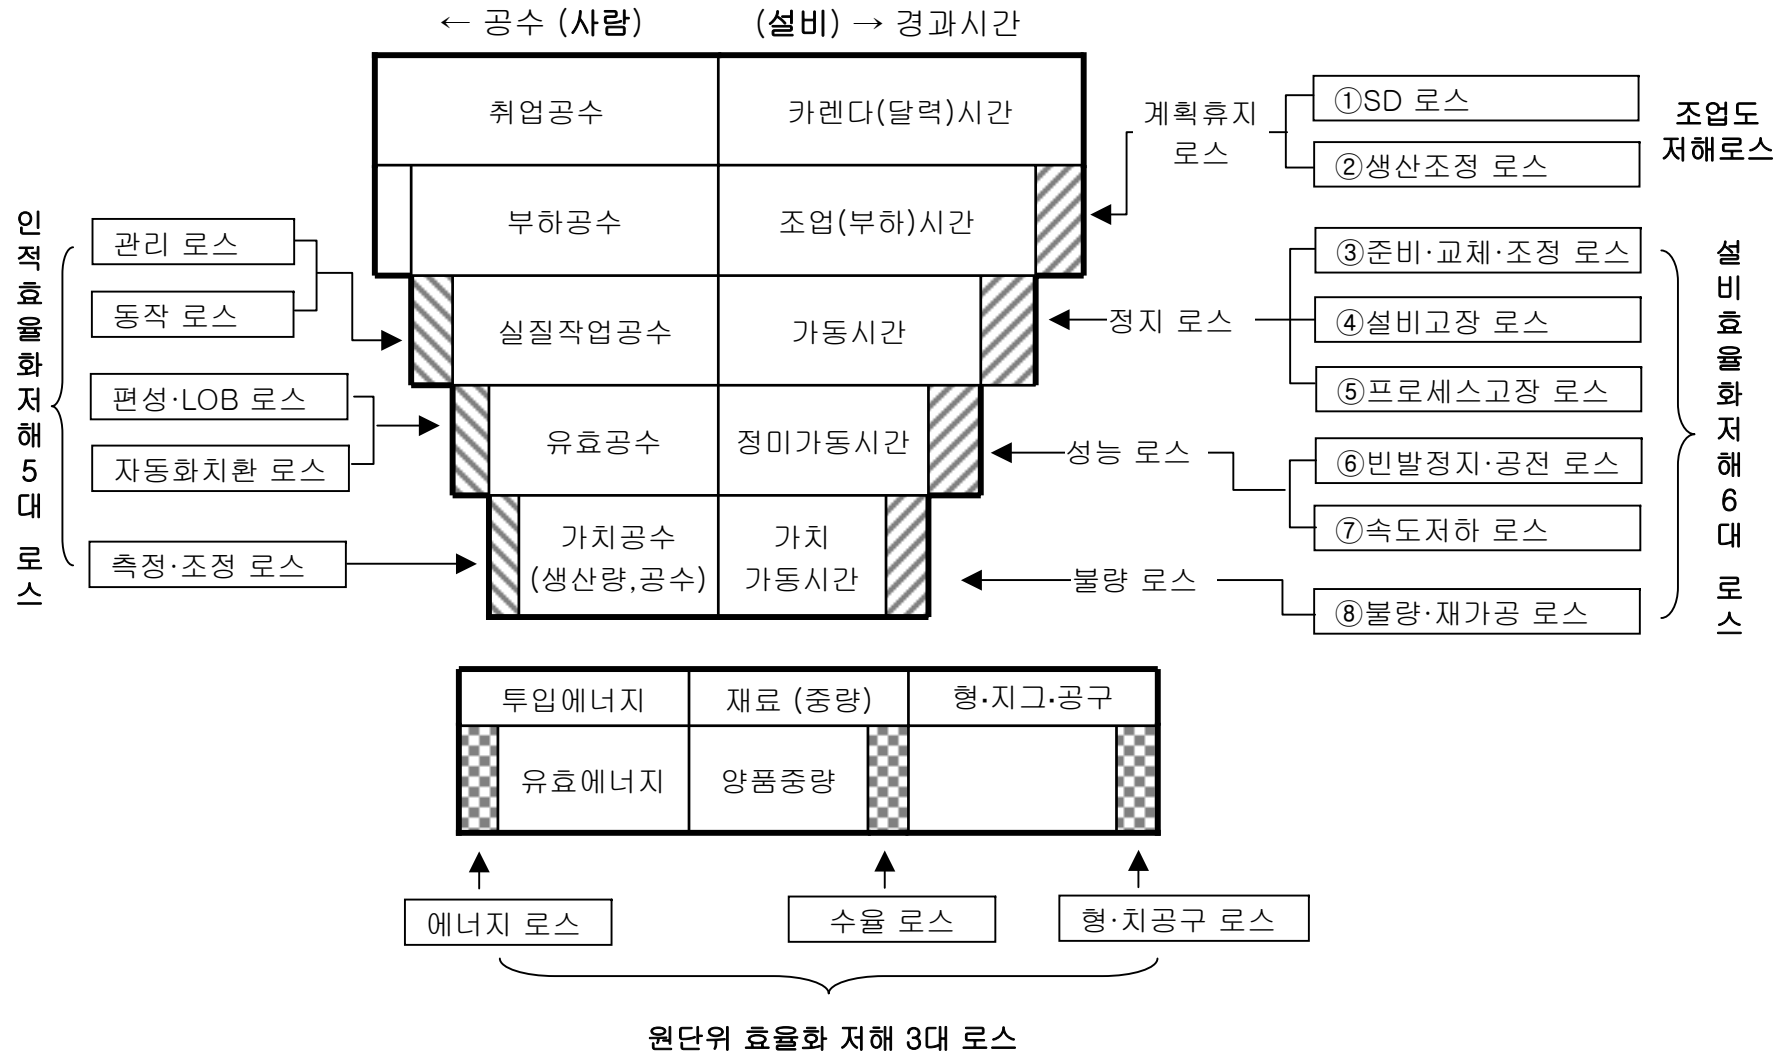 ← 공수 (사람)
(설비) → 경과시간
취업공수
카렌다(달력)시간
부하공수
조업(부하)시간
실질작업공수
가동시간
유효공수
정미가동시간
가치공수
(생산량,공수)
가치
가동시간
인적효율화저해5대 로스
관리 로스
동작 로스
편성·LOB 로스
자동화치환 로스
측정·조정 로스
계획휴지
로스
정지 로스
성능 로스
불량 로스
①SD 로스
②생산조정 로스
조업도
저해로스
③준비·교체·조정 로스
④설비고장 로스
⑤프로세스고장 로스
⑥빈발정지·공전 로스
⑦속도저하 로스
⑧불량·재가공 로스
설비효율화저해6대 로스
투입에너지
재료 (중량)
형·지그·공구
유효에너지
양품중량
에너지 로스
수율 로스
형·치공구 로스
원단위 효율화 저해 3대 로스